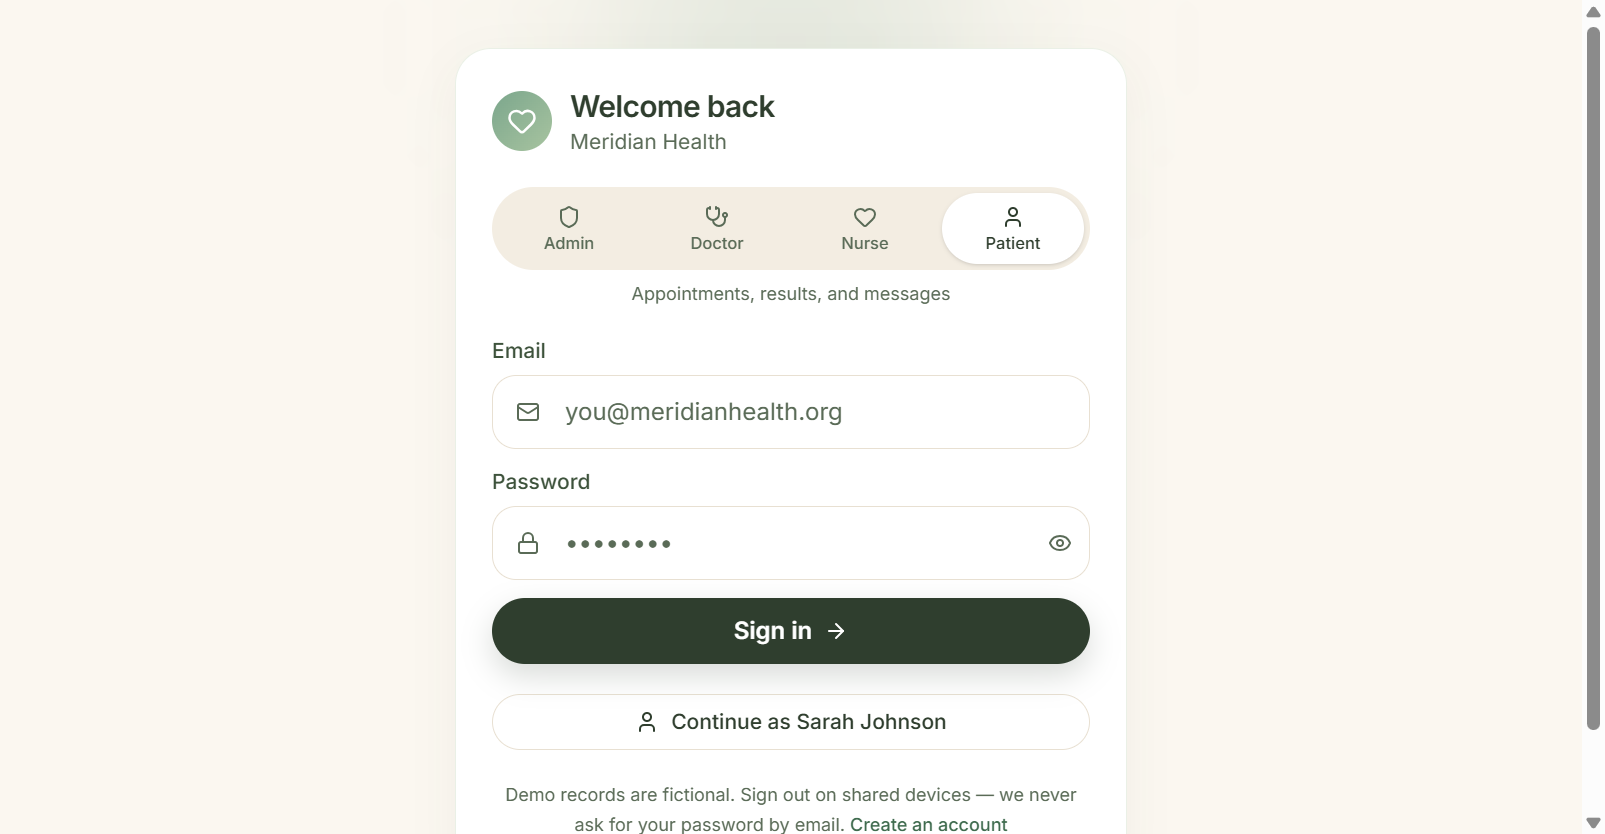 Welcome back
Meridian Health
Admin
Doctor
Nurse
Patient
Appointments, results, and messages
Email
you@meridianhealth.org
Password
••••••••
Sign in
Continue as Sarah Johnson
Demo records are fictional. Sign out on shared devices — we never
ask for your password by email. Create an account